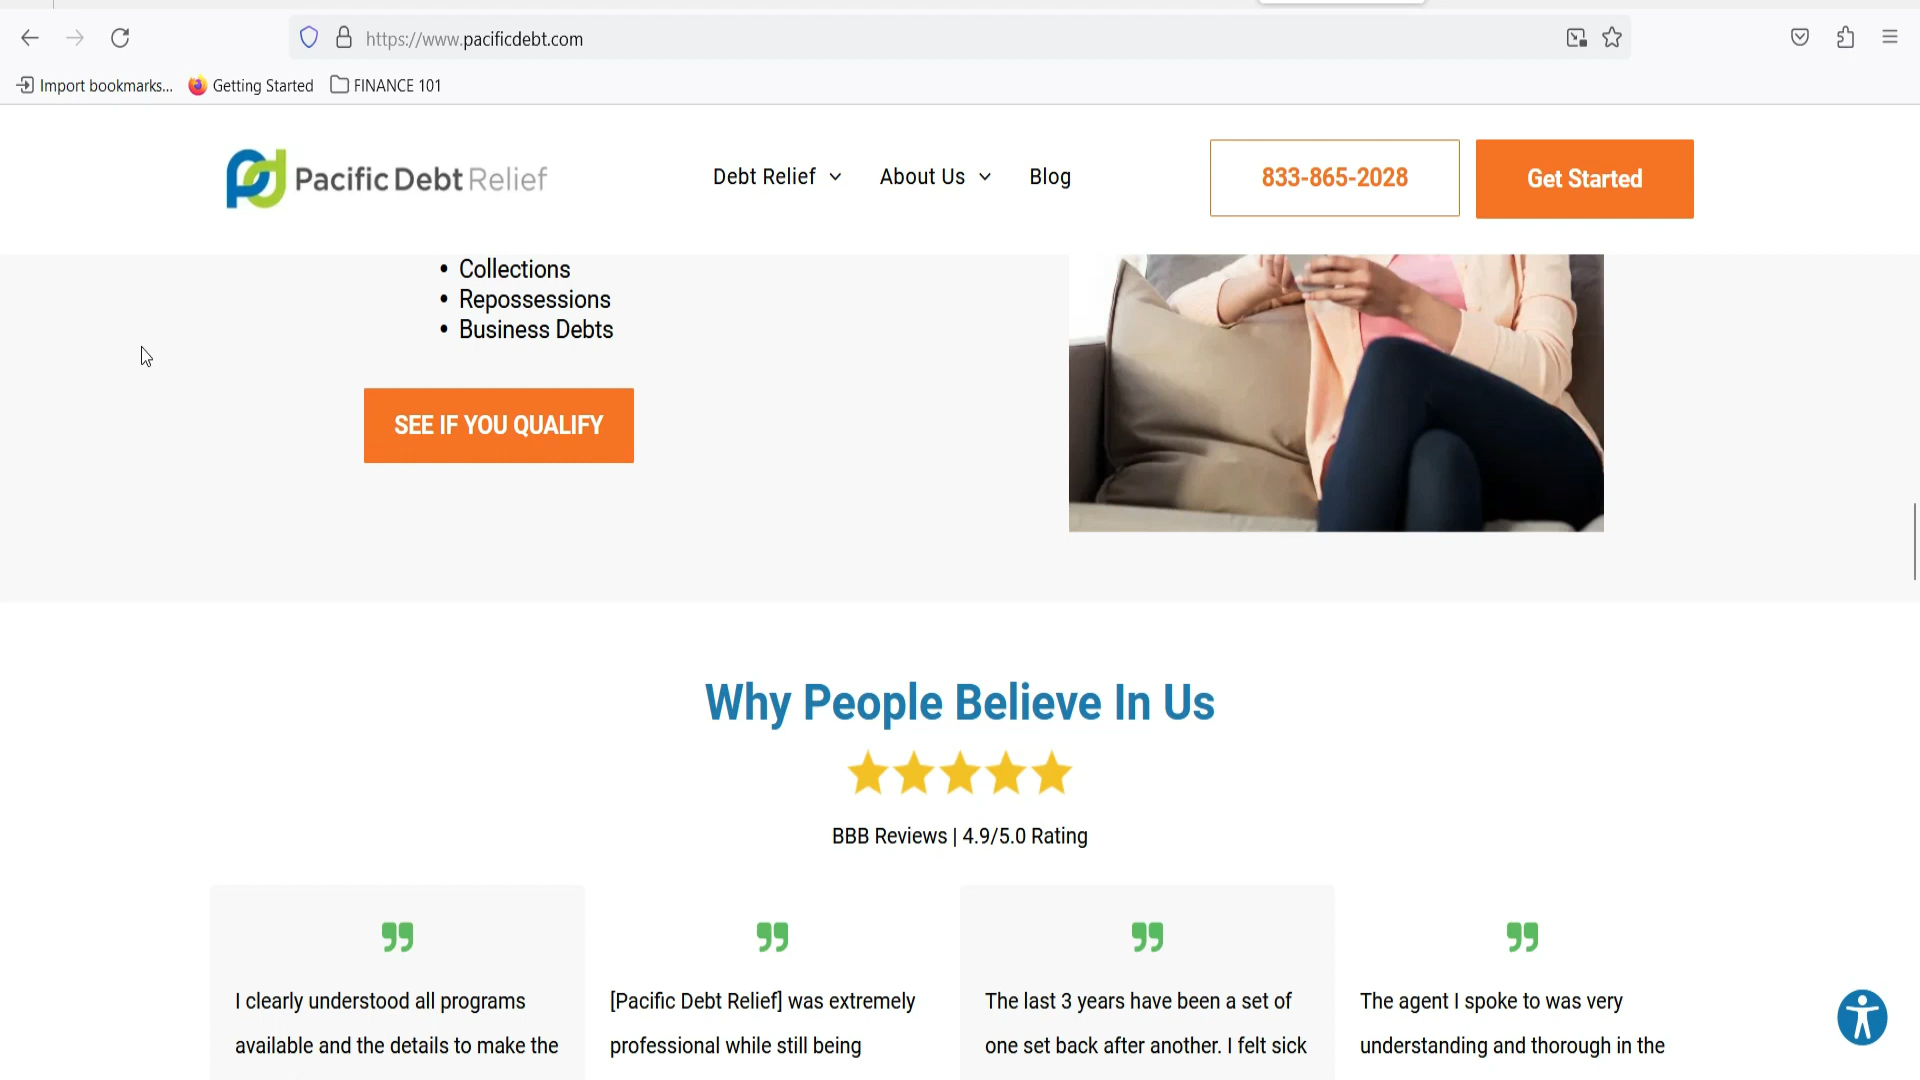 https://www.pacificdebt.com
Import bookmarks...
Getting Started
FINANCE 101
Pacific Debt Relief
Debt Relief
About Us
Blog
833-865-2028
Get Started
• Collections
• Repossessions
• Business Debts
SEE IF YOU QUALIFY
Why People Believe In Us
BBB Reviews | 4.9/5.0 Rating
I clearly understood all programs
available and the details to make the
[Pacific Debt Relief] was extremely
professional while still being
The last 3 years have been a set of
one set back after another. I felt sick
The agent I spoke to was very
understanding and thorough in the